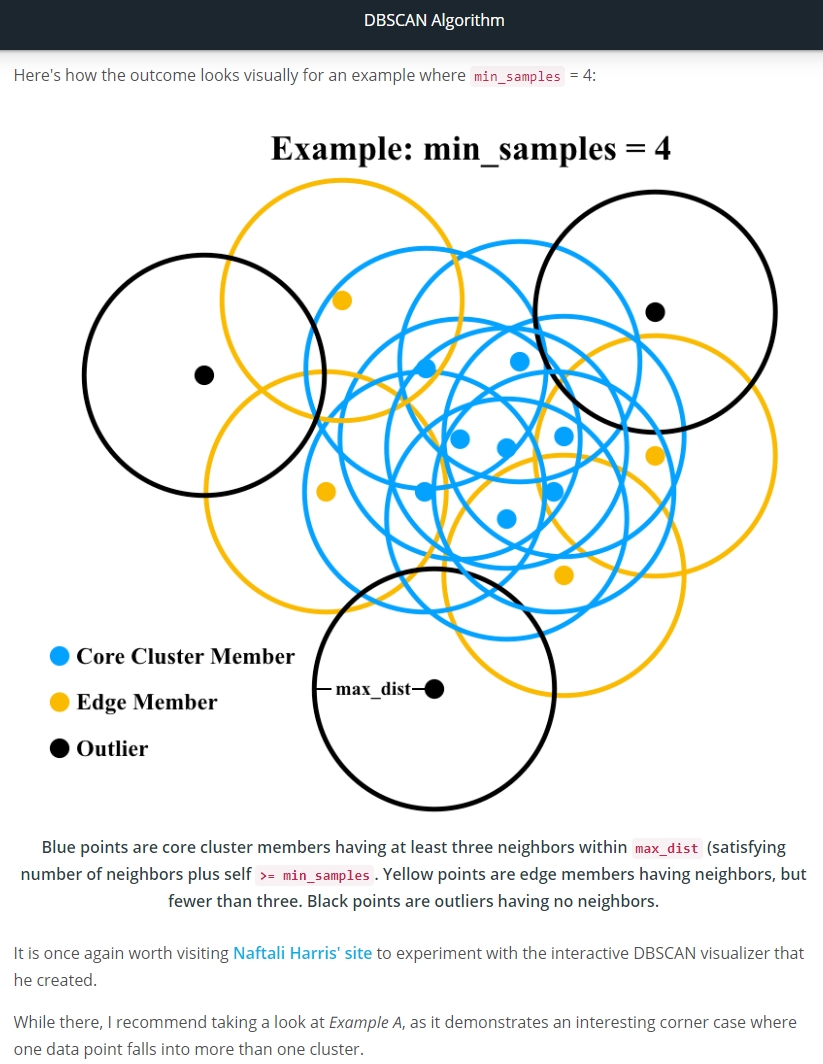 DBSCAN Algorithm
Here's how the outcome looks visually for an example where min_samples = 4:
Example: min_samples = 4
Core Cluster Member
max_dist
Edge Member
Outlier
Blue points are core cluster members having at least three neighbors within max_dist (satisfying
number of neighbors plus self >= min_samples. Yellow points are edge members having neighbors, but
fewer than three. Black points are outliers having no neighbors.
It is once again worth visiting Naftali Harris' site to experiment with the interactive DBSCAN visualizer that
he created.
While there, I recommend taking a look at Example A, as it demonstrates an interesting corner case where
one data point falls into more than one cluster.